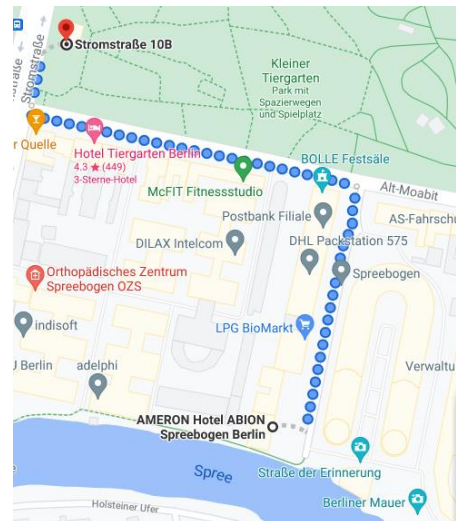 Stromstraße 10B
Stromstraße
Kleiner
Tiergarten
Park mit
Spazierwegen
und Spielplatz
r Quelle
Hotel Tiergarten Berlin
4.3 ★ (449)
3-Sterne-Hotel
BOLLE Festsäle
McFIT Fitnessstudio
Alt-Moabit
Postbank Filiale
AS-Fahrschu
DILAX Intelcom
DHL Packstation 575
Orthopädisches Zentrum
Spreebogen OZS
Spreebogen
indisoft
LPG BioMarkt
J Berlin
adelphi
Verwaltu
AMERON Hotel ABION
Spreebogen Berlin
Spree
Straße der Erinnerung
Berliner Mauer
Holsteiner Ufer